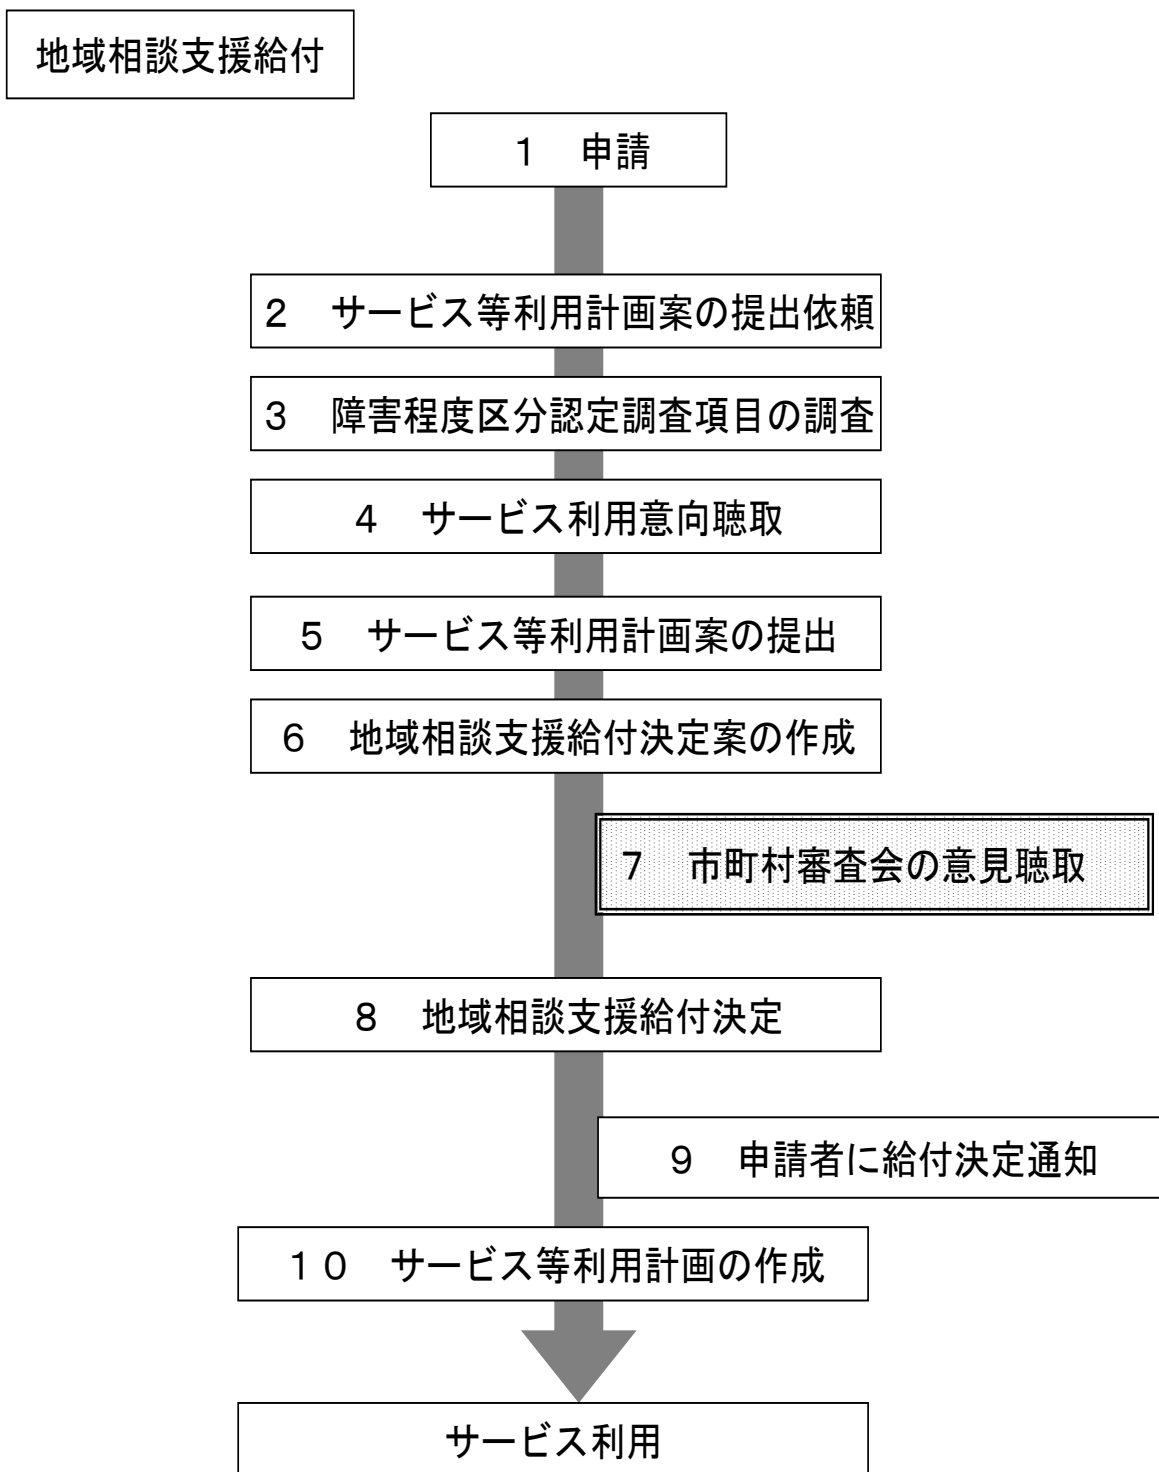 地域相談支援給付
１　申請
２　サービス等利用計画案の提出依頼
３　障害程度区分認定調査項目の調査
４　サービス利用意向聴取
５　サービス等利用計画案の提出
６　地域相談支援給付決定案の作成
７　市町村審査会の意見聴取
８　地域相談支援給付決定
９　申請者に給付決定通知
１０　サービス等利用計画の作成
サービス利用